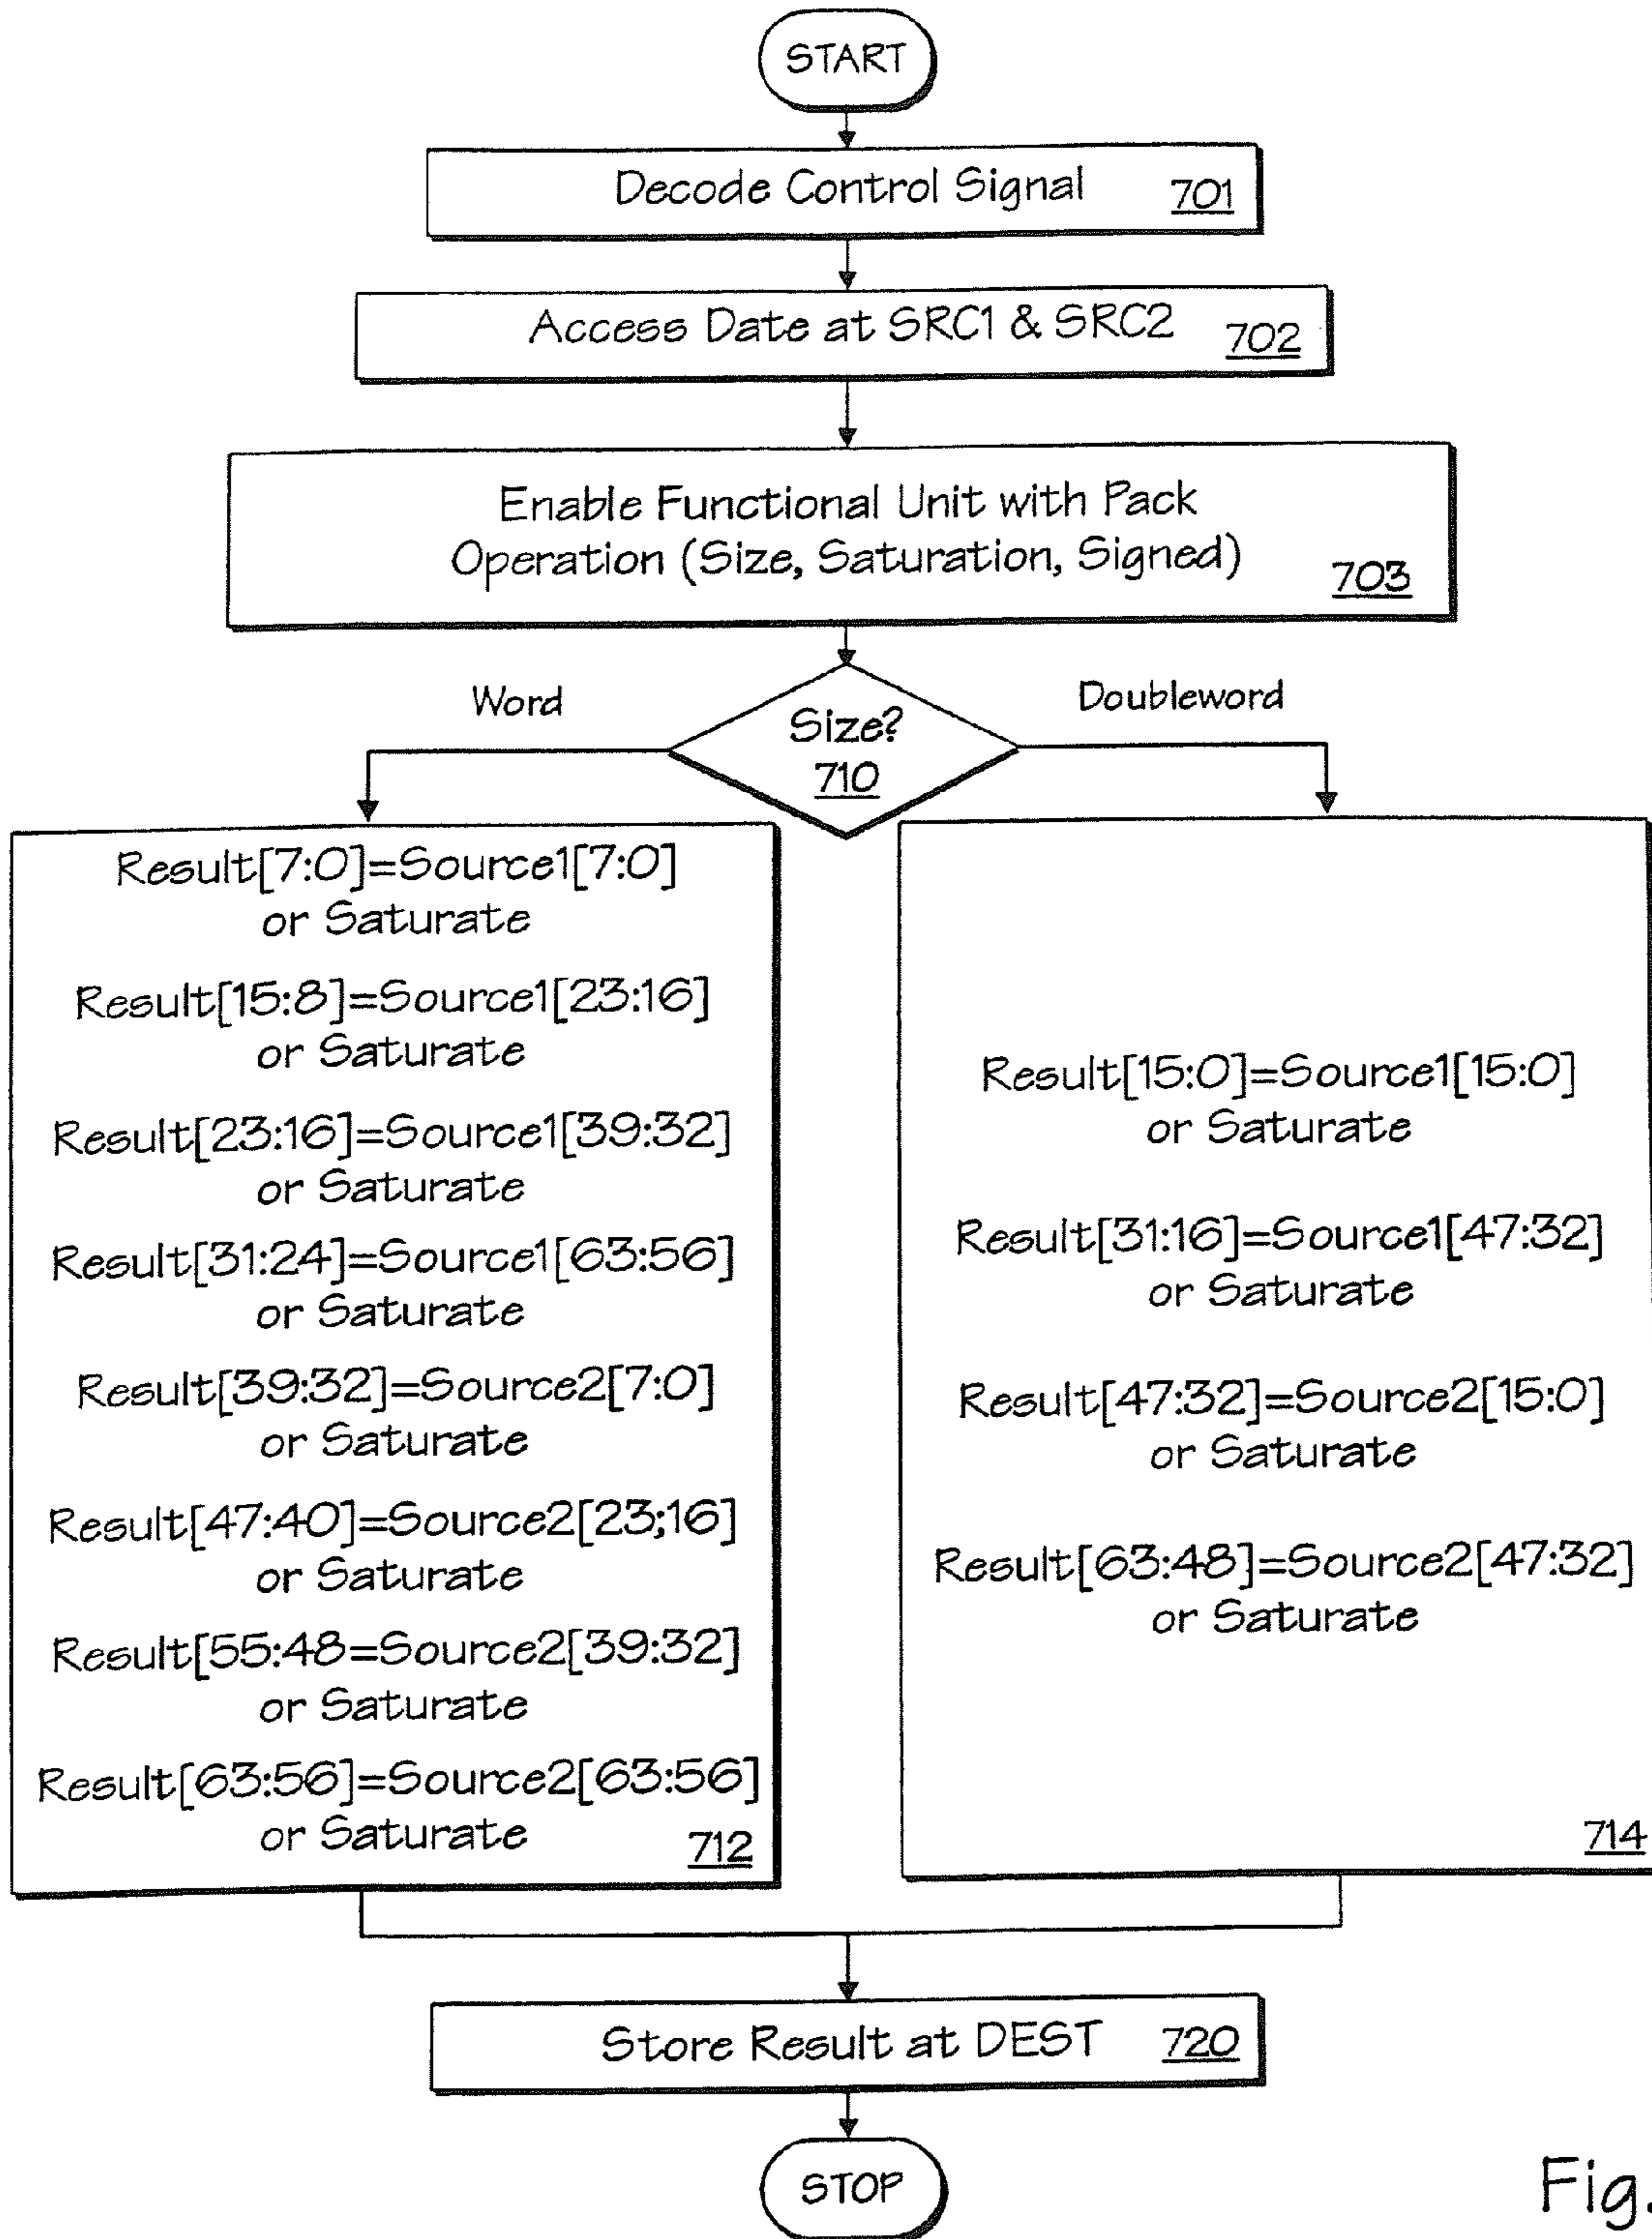 START
Decode Control Signal 701
Access Date at SRC1 & SRC2 702
Enable Functional Unit with Pack
Operation (Size, Saturation, Signed) 703
Word
Size?
710
Doubleword
Result[7:0]=Source1[7:0]
or Saturate
Result[15:8]=Source1[23:16]
or Saturate
Result[23:16]=Source1[39:32]
or Saturate
Result[31:24]=Source1[63:56]
or Saturate
Result[39:32]=Source2[7:0]
or Saturate
Result[47:40]=Source2[23;16]
or Saturate
Result[55:48=Source2[39:32]
or Saturate
Result[63:56]=Source2[63:56]
or Saturate 712
Result[15:0]=Source1[15:0]
or Saturate
Result[31:16]=Source1[47:32]
or Saturate
Result[47:32]=Source2[15:0]
or Saturate
Result[63:48]=Source2[47:32]
or Saturate
714
Store Result at DEST 720
STOP
Fig.